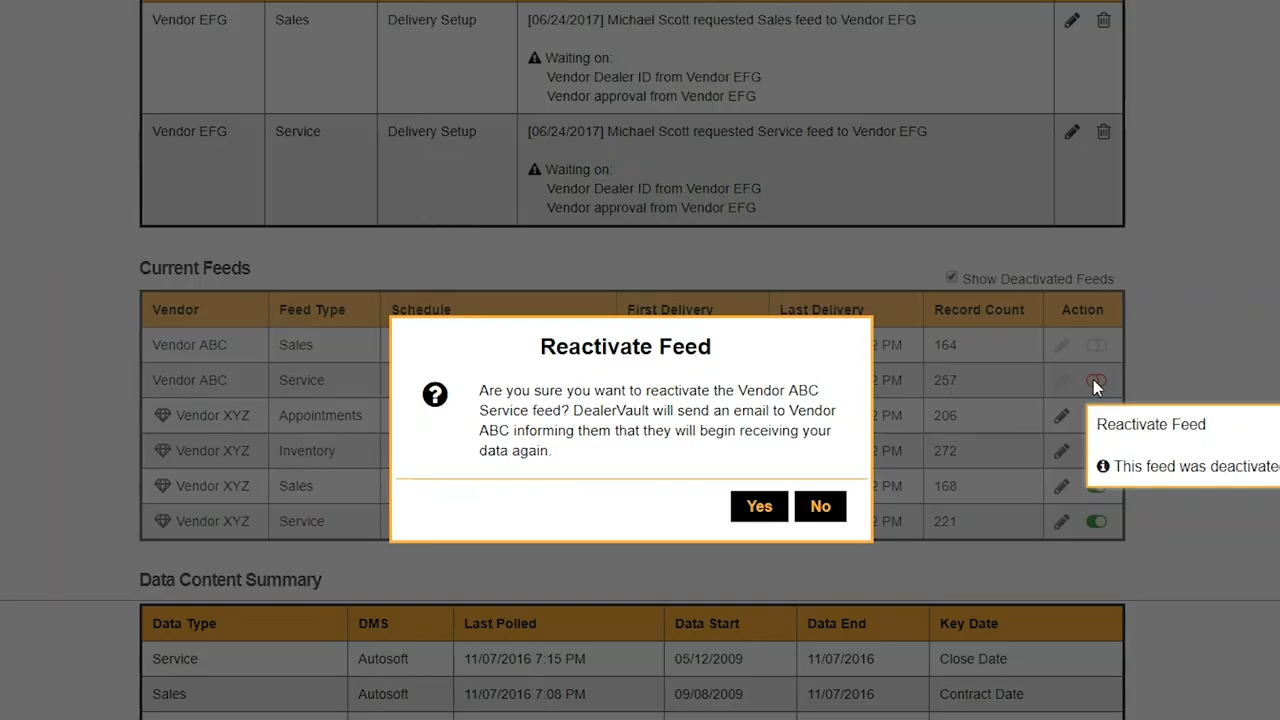 Vendor EFG Sales Delivery Setup [06/24/2017] Michael Scott requested Sales feed to Vendor EFG
Waiting on:
Vendor Dealer ID from Vendor EFG
Vendor approval from Vendor EFG
Vendor EFG Service Delivery Setup [06/24/2017] Michael Scott requested Service feed to Vendor EFG
Waiting on:
Vendor Dealer ID from Vendor EFG
Vendor approval from Vendor EFG
Current Feeds
Show Deactivated Feeds
Vendor Feed Type Schedule First Delivery Last Delivery Record Count Action
Vendor ABC Sales PM 164
Vendor ABC Service PM 257
Vendor XYZ Appointments PM 206
Vendor XYZ Inventory PM 272
Vendor XYZ Sales PM 168
Vendor XYZ Service PM 221
Reactivate Feed
Are you sure you want to reactivate the Vendor ABC
Service feed? DealerVault will send an email to Vendor
ABC informing them that they will begin receiving your
data again.
Yes No
Reactivate Feed
This feed was deactivated
Data Content Summary
Data Type DMS Last Polled Data Start Data End Key Date
Service Autosoft 11/07/2016 7:15 PM 05/12/2009 11/07/2016 Close Date
Sales Autosoft 11/07/2016 7:08 PM 09/08/2009 11/07/2016 Contract Date